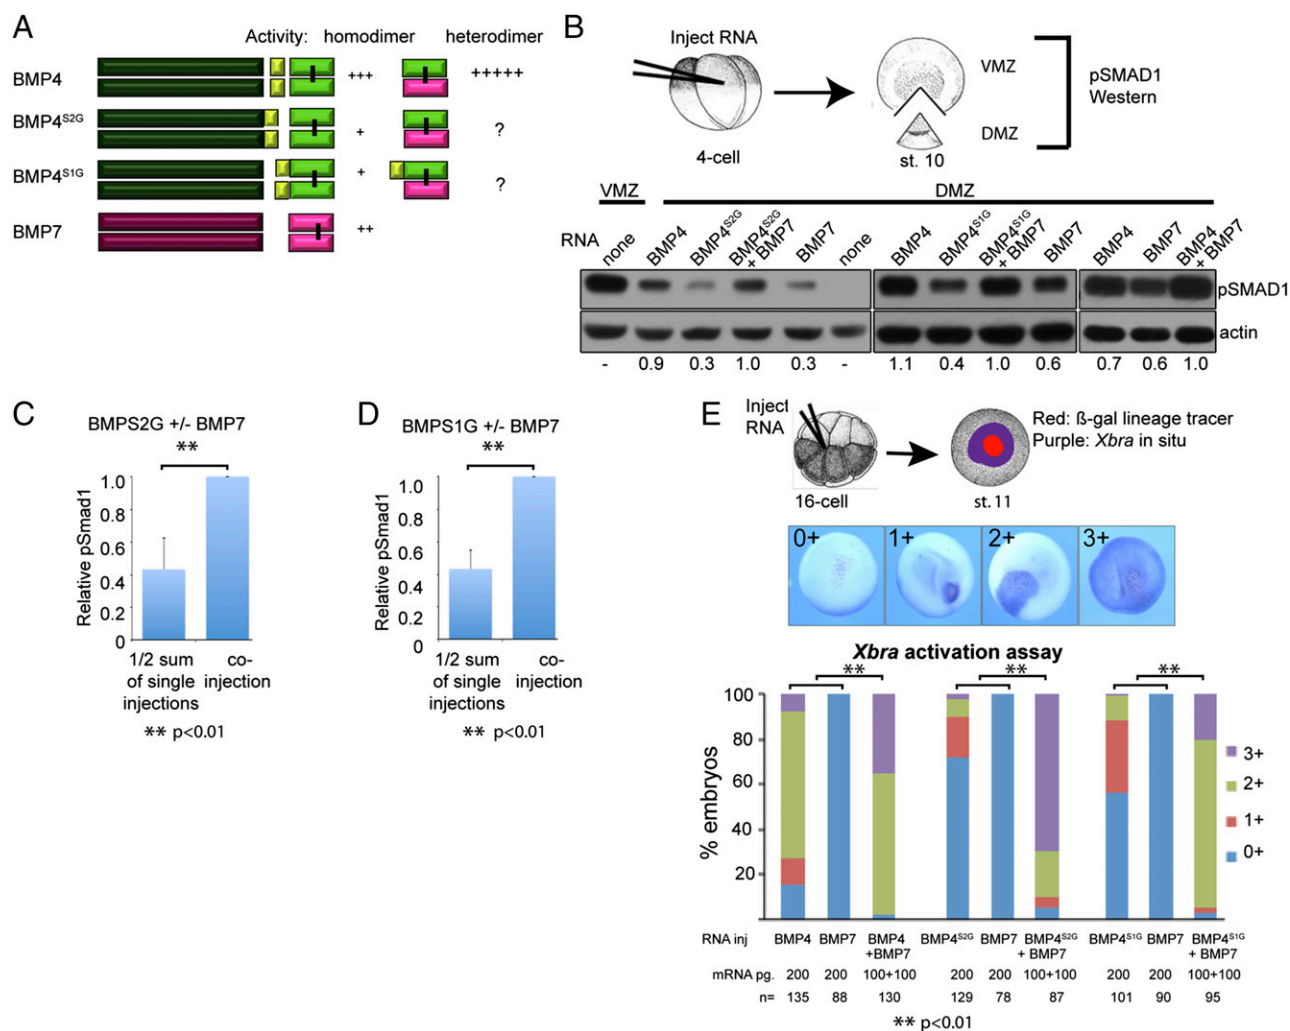 A
Activity: homodimer heterodimer
BMP4 +++ +++++
BMP4S2G + ?
BMP4S1G + ?
BMP7 ++
B
Inject RNA
4-cell
st. 10
VMZ
DMZ
pSMAD1
Western
VMZ DMZ
RNA none BMP4 BMP4S2G BMP4S2G + BMP7 BMP7 none BMP4 BMP4S1G BMP4S1G + BMP7 BMP7 BMP4 BMP7 BMP4 + BMP7
pSMAD1
actin
- 0.9 0.3 1.0 0.3 - 1.1 0.4 1.0 0.6 0.7 0.6 1.0
C
BMPS2G +/- BMP7
**
Relative pSmad1
1.0
0.8
0.6
0.4
0.2
0
1/2 sum of single injections
co-injection
** p<0.01
D
BMPS1G +/- BMP7
**
Relative pSmad1
1.0
0.8
0.6
0.4
0.2
0
1/2 sum of single injections
co-injection
** p<0.01
E
Inject
RNA
16-cell
st. 11
Red: ß-gal lineage tracer
Purple: Xbra in situ
0+ 1+ 2+ 3+
Xbra activation assay
** ** **
% embryos
100
80
60
40
20
3+
2+
1+
0+
RNA inj BMP4 BMP7 BMP4 +BMP7 BMP4S2G BMP7 BMP4S2G + BMP7 BMP4S1G BMP7 BMP4S1G + BMP7
mRNA pg. 200 200 100+100 200 200 100+100 200 200 100+100
n= 135 88 130 129 78 87 101 90 95
** p<0.01